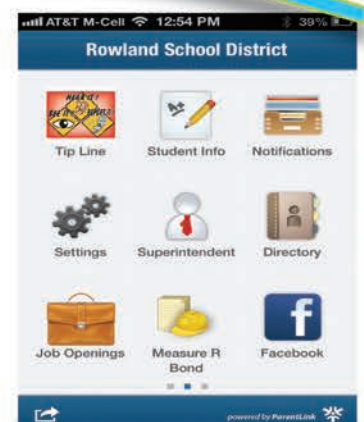 AT&T M-Cell 12:54 PM 39%
Rowland School District
Tip Line Student Info Notifications
Settings Superintendent Directory
Job Openings Measure R Bond Facebook
powered by ParentLink